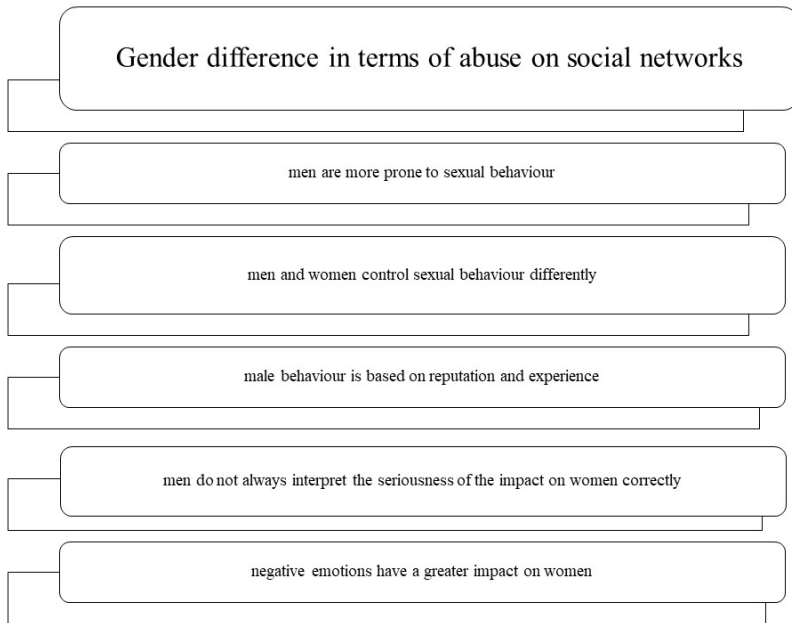 Gender difference in terms of abuse on social networks
men are more prone to sexual behaviour
men and women control sexual behaviour differently
male behaviour is based on reputation and experience
men do not always interpret the seriousness of the impact on women correctly
negative emotions have a greater impact on women